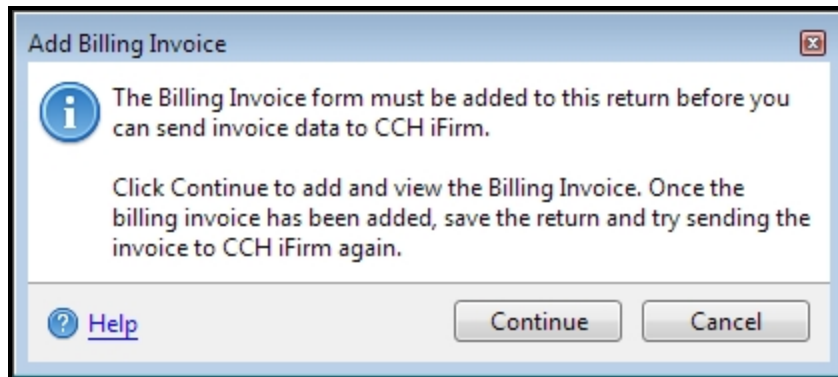 Add Billing Invoice
The Billing Invoice form must be added to this return before you
can send invoice data to CCH iFirm.
Click Continue to add and view the Billing Invoice. Once the
billing invoice has been added, save the return and try sending the
invoice to CCH iFirm again.
Help
Continue
Cancel